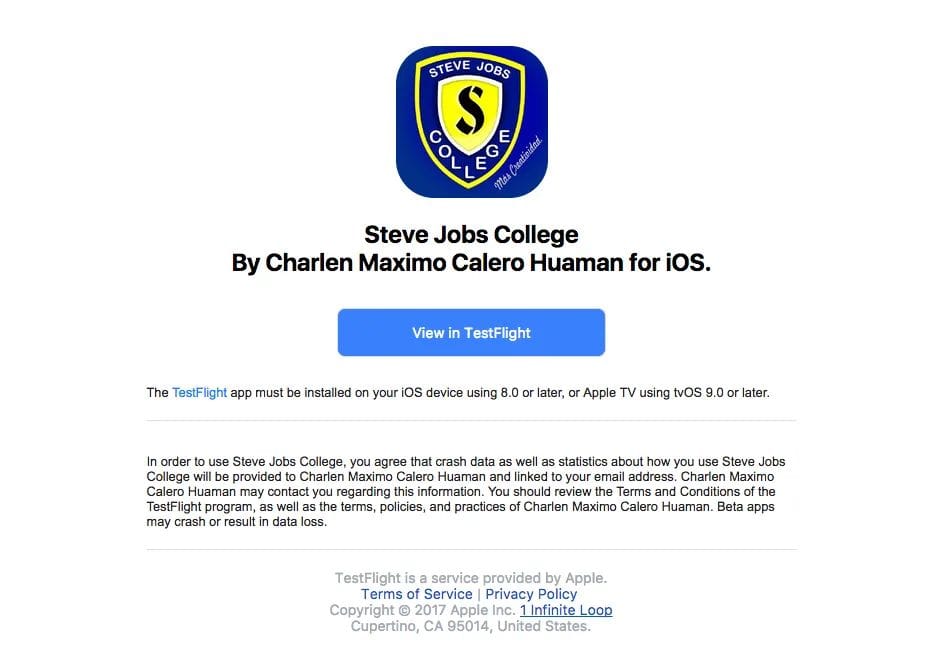 STEVE JOBS
S
COLLEGE
Mas Creatividad
Steve Jobs College
By Charlen Maximo Calero Huaman for iOS.
View in TestFlight
The TestFlight app must be installed on your iOS device using 8.0 or later, or Apple TV using tvOS 9.0 or later.
In order to use Steve Jobs College, you agree that crash data as well as statistics about how you use Steve Jobs
College will be provided to Charlen Maximo Calero Huaman and linked to your email address. Charlen Maximo
Calero Huaman may contact you regarding this information. You should review the Terms and Conditions of the
TestFlight program, as well as the terms, policies, and practices of Charlen Maximo Calero Huaman. Beta apps
may crash or result in data loss.
TestFlight is a service provided by Apple.
Terms of Service | Privacy Policy
Copyright © 2017 Apple Inc. 1 Infinite Loop
Cupertino, CA 95014, United States.